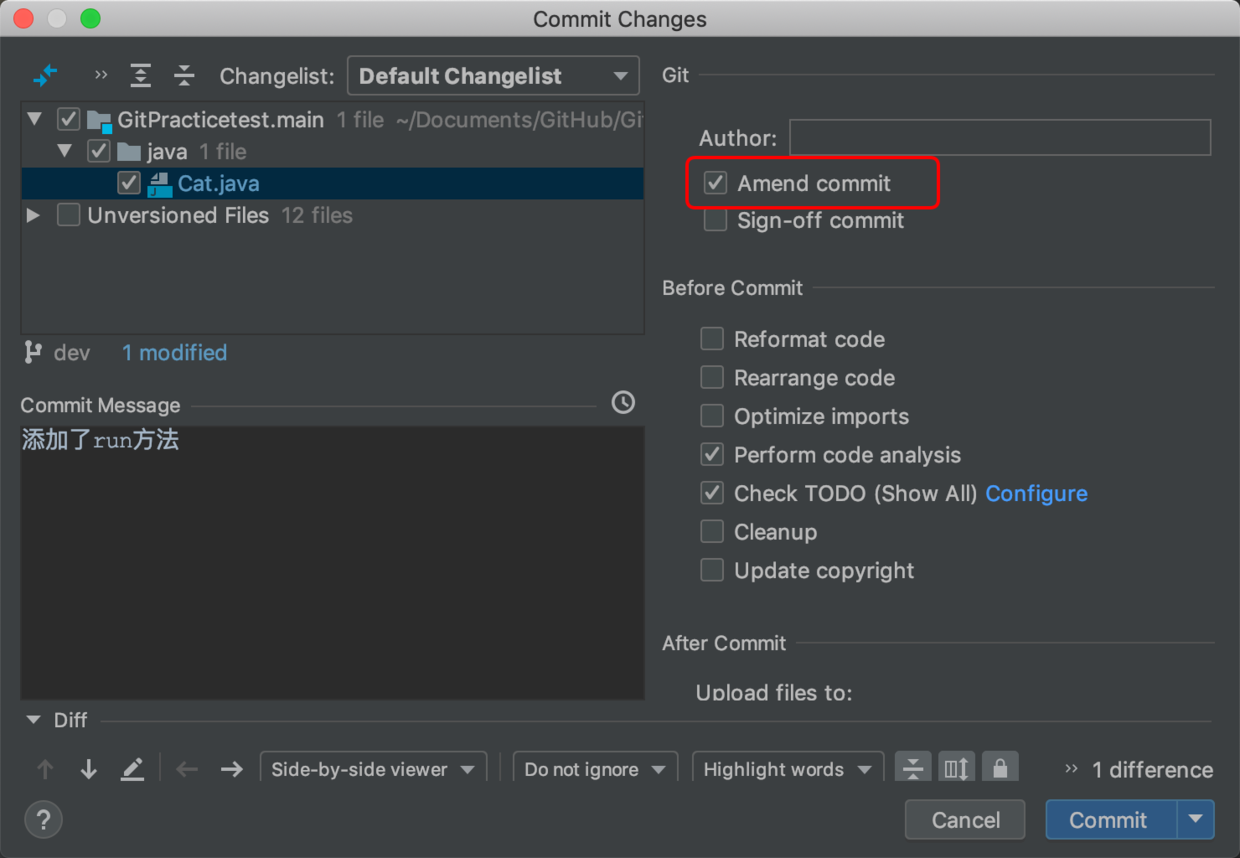 Commit Changes
Changelist: Default Changelist
GitPracticetest.main 1 file ~/Documents/GitHub/Gi
java 1 file
Cat.java
Unversioned Files 12 files
dev 1 modified
Commit Message
添加了run方法
Git
Author:
Amend commit
Sign-off commit
Before Commit
Reformat code
Rearrange code
Optimize imports
Perform code analysis
Check TODO (Show All) Configure
Cleanup
Update copyright
After Commit
Upload files to:
Diff
Side-by-side viewer Do not ignore Highlight words 1 difference
? Cancel Commit